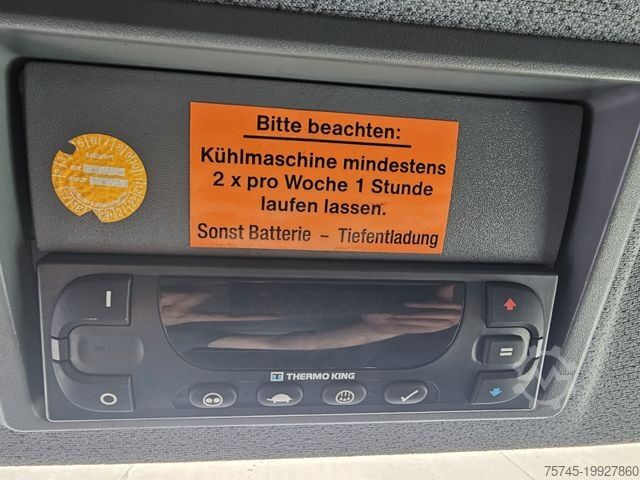 Bitte beachten:
Kühlmaschine mindestens
2 x pro Woche 1 Stunde
laufen lassen.
Sonst Batterie – Tiefentladung
THERMO KING
75745-19927860